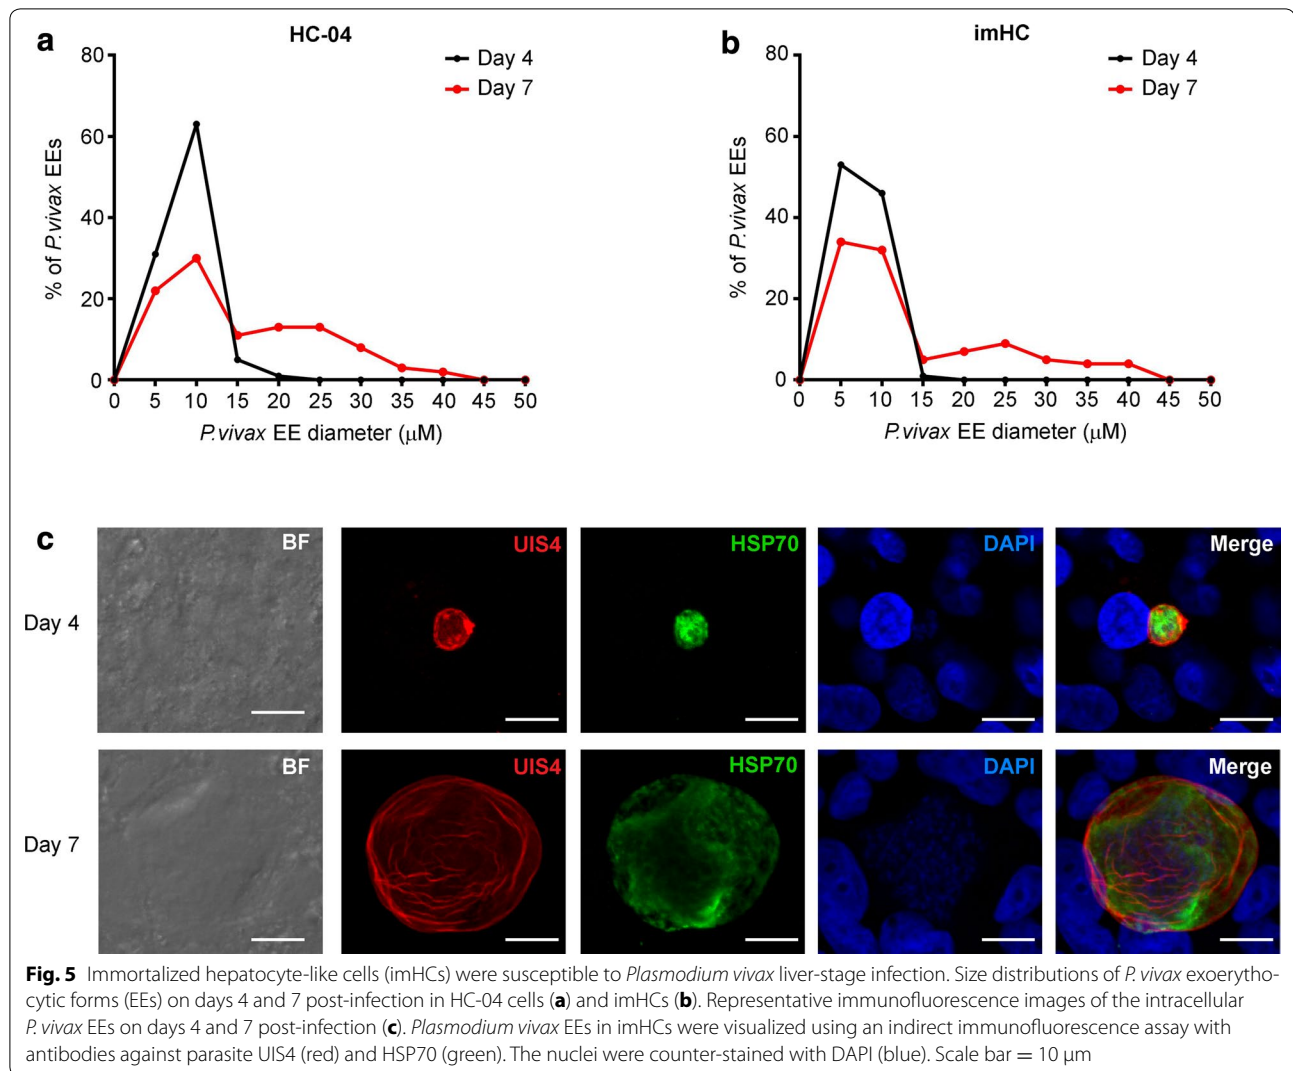 a
HC-04
Day 4
Day 7
80
60
40
20
0
% of P.vivax EEs
0 5 10 15 20 25 30 35 40 45 50
P.vivax EE diameter (μM)
b
imHC
Day 4
Day 7
80
60
40
20
0
% of P.vivax EEs
0 5 10 15 20 25 30 35 40 45 50
P.vivax EE diameter (μM)
c
BF UIS4 HSP70 DAPI Merge
Day 4
BF UIS4 HSP70 DAPI Merge
Day 7
Fig. 5 Immortalized hepatocyte-like cells (imHCs) were susceptible to Plasmodium vivax liver-stage infection. Size distributions of P. vivax exoerytho-
cytic forms (EEs) on days 4 and 7 post-infection in HC-04 cells (a) and imHCs (b). Representative immunofluorescence images of the intracellular
P. vivax EEs on days 4 and 7 post-infection (c). Plasmodium vivax EEs in imHCs were visualized using an indirect immunofluorescence assay with
antibodies against parasite UIS4 (red) and HSP70 (green). The nuclei were counter-stained with DAPI (blue). Scale bar = 10 μm